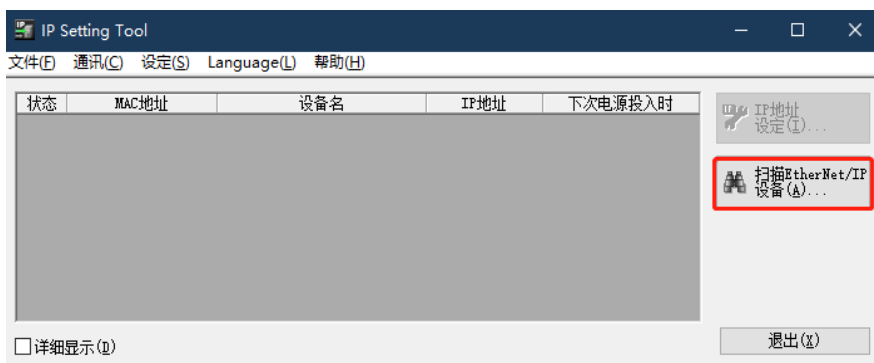 IP Setting Tool
文件(F) 通讯(C) 设定(S) Language(L) 帮助(H)
状态 MAC地址 设备名 IP地址 下次电源投入时
IP地址
设定(I)...
扫描EtherNet/IP
设备(A)...
详细显示(D)
退出(X)